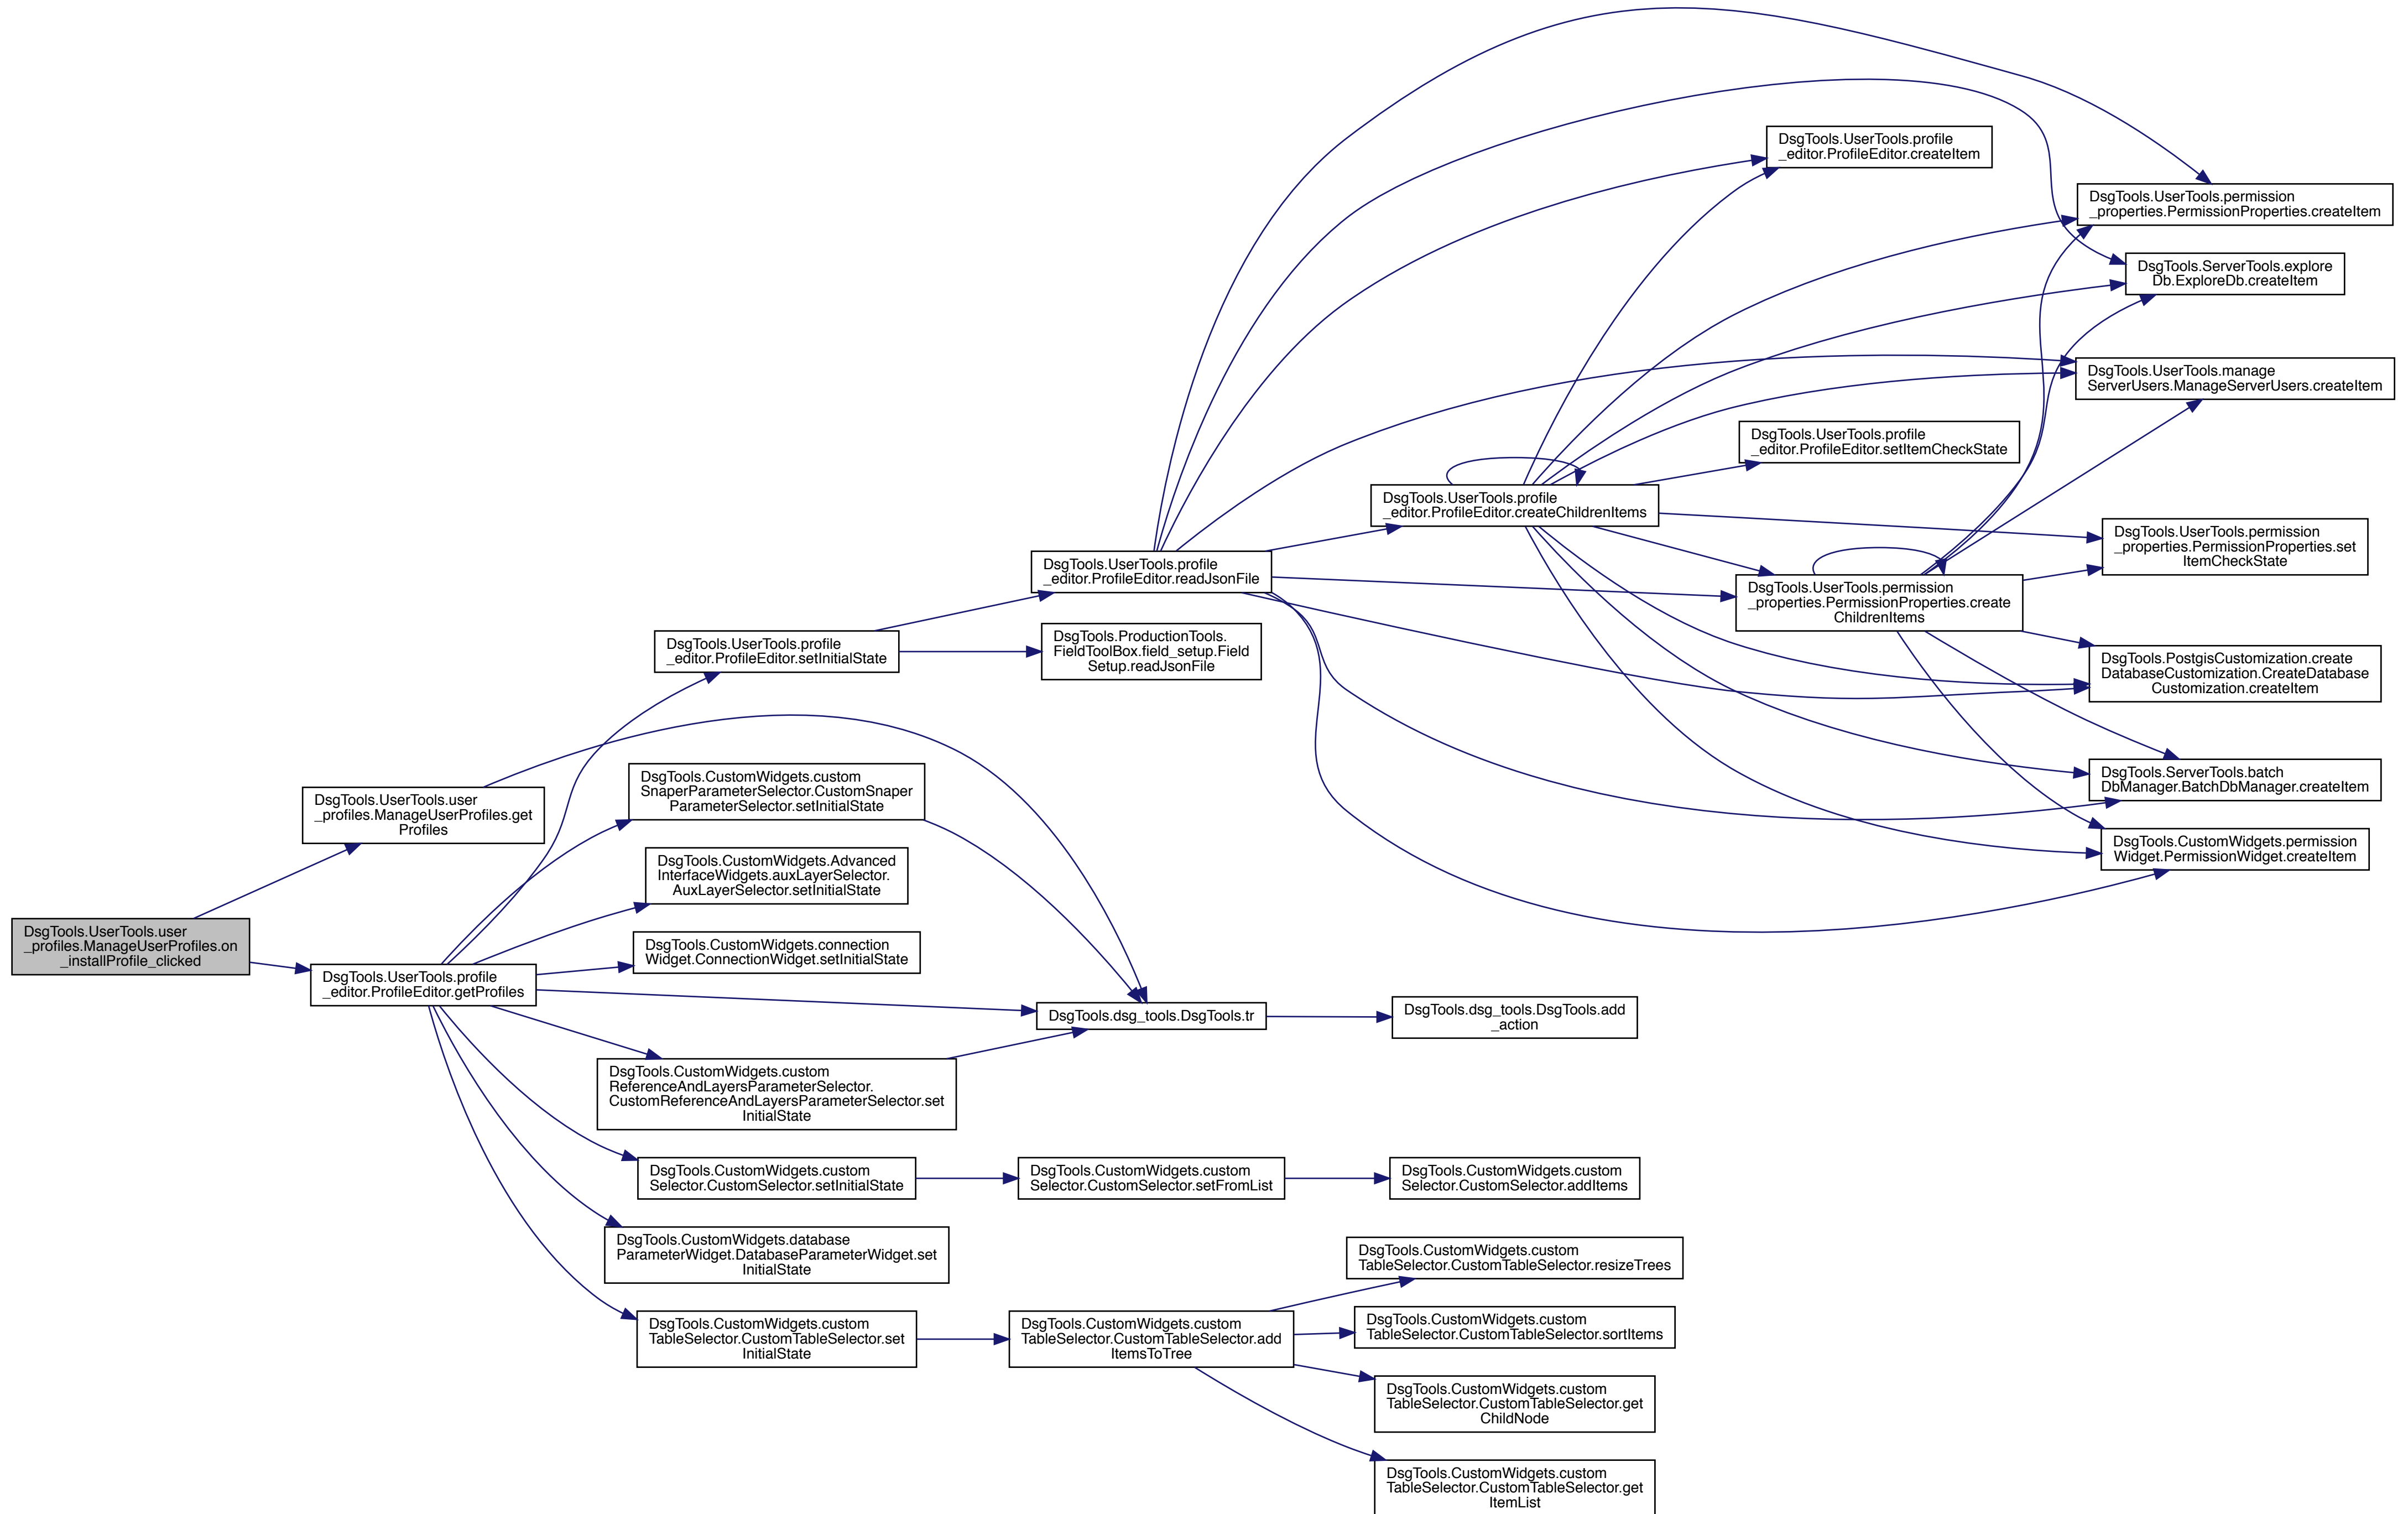 DsgTools.UserTools.profile
_editor.ProfileEditor.createItem
DsgTools.UserTools.permission
_properties.PermissionProperties.createItem
DsgTools.ServerTools.explore
Db.ExploreDb.createItem
DsgTools.UserTools.manage
ServerUsers.ManageServerUsers.createItem
DsgTools.UserTools.profile
_editor.ProfileEditor.setItemCheckState
DsgTools.UserTools.profile
_editor.ProfileEditor.createChildrenItems
DsgTools.UserTools.permission
_properties.PermissionProperties.set
ItemCheckState
DsgTools.UserTools.profile
_editor.ProfileEditor.readJsonFile
DsgTools.UserTools.permission
_properties.PermissionProperties.create
ChildrenItems
DsgTools.UserTools.profile
_editor.ProfileEditor.setInitialState
DsgTools.ProductionTools.
FieldToolBox.field_setup.Field
Setup.readJsonFile
DsgTools.PostgisCustomization.create
DatabaseCustomization.CreateDatabase
Customization.createItem
DsgTools.CustomWidgets.custom
SnaperParameterSelector.CustomSnaper
ParameterSelector.setInitialState
DsgTools.ServerTools.batch
DbManager.BatchDbManager.createItem
DsgTools.UserTools.user
_profiles.ManageUserProfiles.get
Profiles
DsgTools.CustomWidgets.permission
Widget.PermissionWidget.createItem
DsgTools.CustomWidgets.Advanced
InterfaceWidgets.auxLayerSelector.
AuxLayerSelector.setInitialState
DsgTools.UserTools.user
_profiles.ManageUserProfiles.on
_installProfile_clicked
DsgTools.CustomWidgets.connection
Widget.ConnectionWidget.setInitialState
DsgTools.UserTools.profile
_editor.ProfileEditor.getProfiles
DsgTools.dsg_tools.DsgTools.tr
DsgTools.dsg_tools.DsgTools.add
_action
DsgTools.CustomWidgets.custom
ReferenceAndLayersParameterSelector.
CustomReferenceAndLayersParameterSelector.set
InitialState
DsgTools.CustomWidgets.custom
Selector.CustomSelector.setInitialState
DsgTools.CustomWidgets.custom
Selector.CustomSelector.setFromList
DsgTools.CustomWidgets.custom
Selector.CustomSelector.addItems
DsgTools.CustomWidgets.database
ParameterWidget.DatabaseParameterWidget.set
InitialState
DsgTools.CustomWidgets.custom
TableSelector.CustomTableSelector.resizeTrees
DsgTools.CustomWidgets.custom
TableSelector.CustomTableSelector.set
InitialState
DsgTools.CustomWidgets.custom
TableSelector.CustomTableSelector.add
ItemsToTree
DsgTools.CustomWidgets.custom
TableSelector.CustomTableSelector.sortItems
DsgTools.CustomWidgets.custom
TableSelector.CustomTableSelector.get
ChildNode
DsgTools.CustomWidgets.custom
TableSelector.CustomTableSelector.get
ItemList